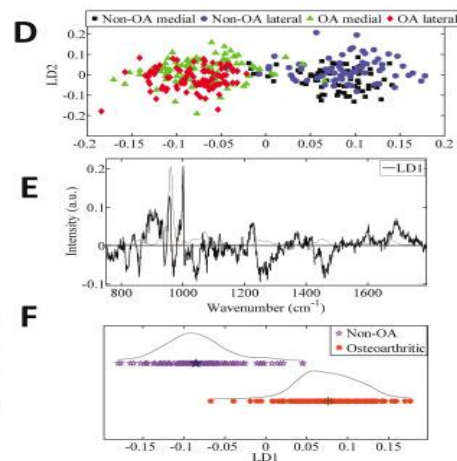 D
Non-OA medial Non-OA lateral OA medial OA lateral
LD2
0.2
0.1
0
-0.1
-0.2
-0.2 -0.15 -0.1 -0.05 0 0.05 0.1 0.15 0.2
E
LD1
Intensity (a.u.)
0.2
0.1
0
-0.1
800 1000 1200 1400 1600
Wavenumber (cm⁻¹)
F
Non-OA
Osteoarthritic
-0.15 -0.1 -0.05 0 0.05 0.1 0.15
LD1